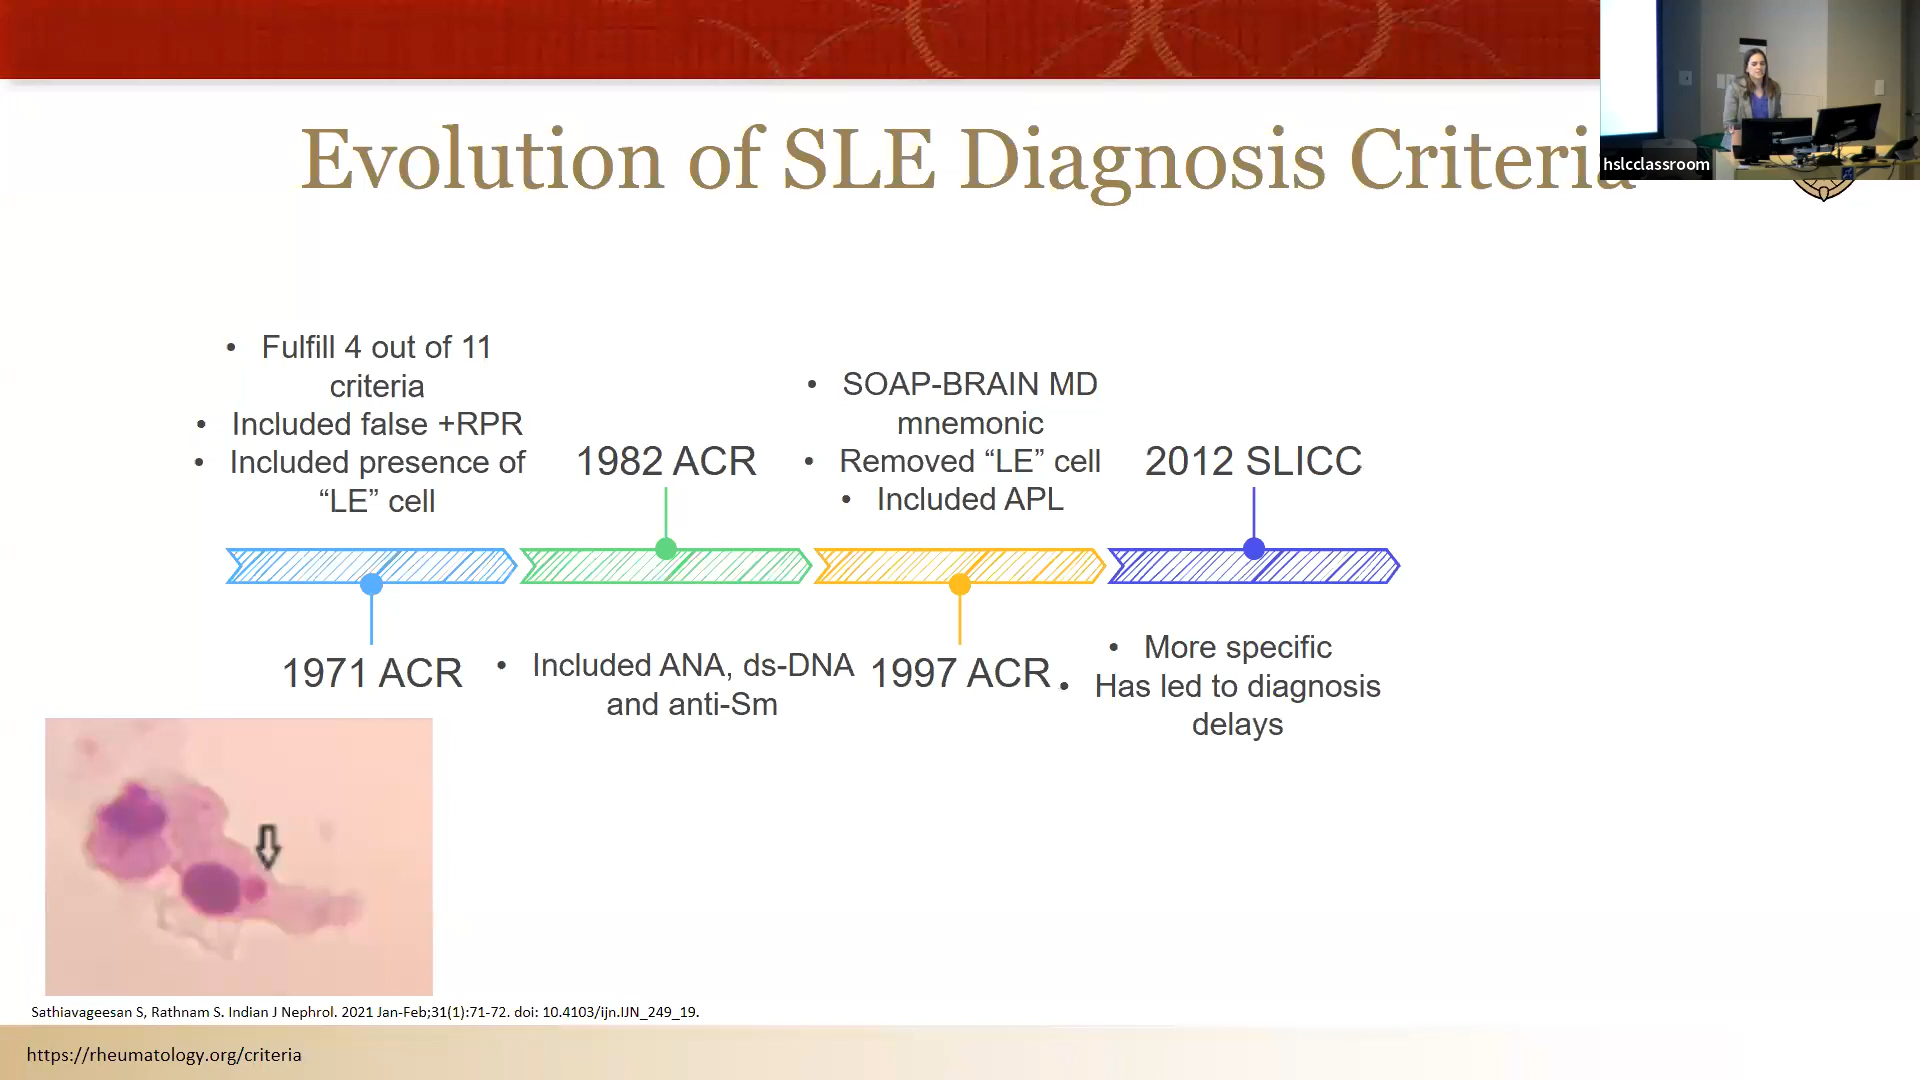 Evolution of SLE Diagnosis Criteria
hslcclassroom
• Fulfill 4 out of 11
criteria
• Included false +RPR
• Included presence of
“LE” cell
1982 ACR
• SOAP-BRAIN MD
mnemonic
• Removed “LE” cell
• Included APL
2012 SLICC
1971 ACR
• Included ANA, ds-DNA
and anti-Sm
1997 ACR
• More specific
• Has led to diagnosis
delays
Sathiavageesan S, Rathnam S. Indian J Nephrol. 2021 Jan-Feb;31(1):71-72. doi: 10.4103/ijn.IJN_249_19.
https://rheumatology.org/criteria